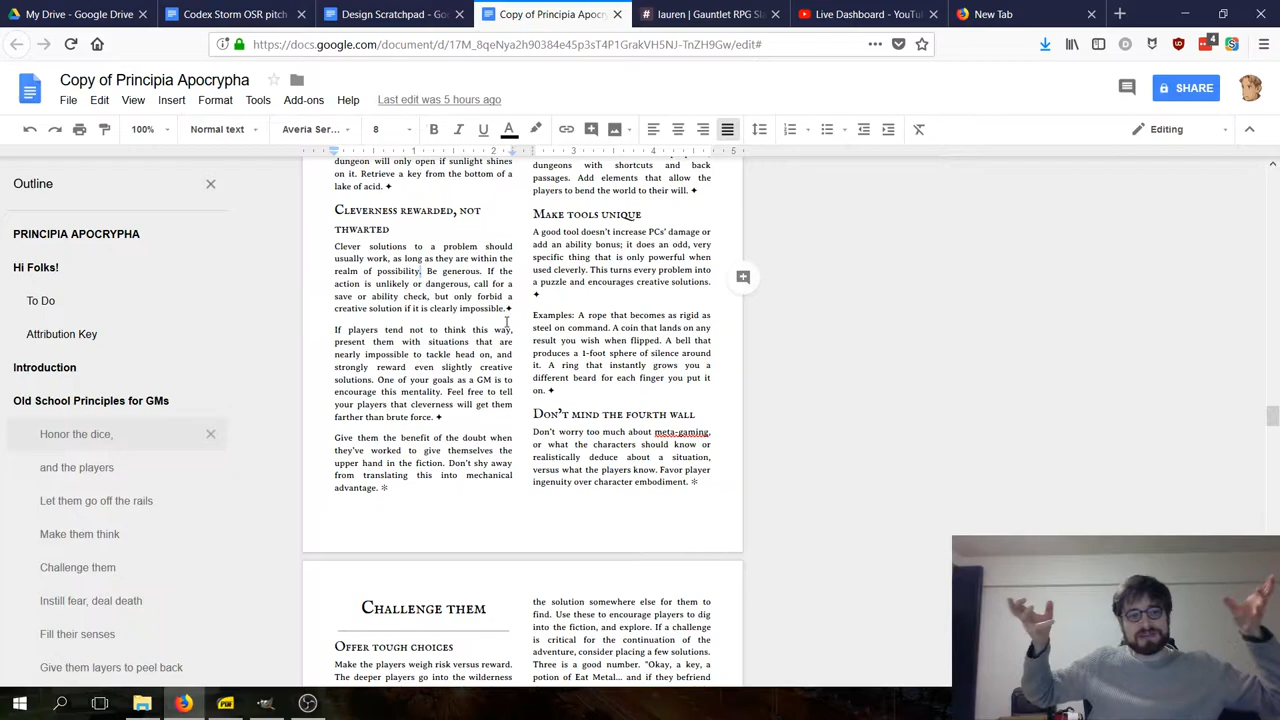 My Drive - Google Drive
Codex Storm OSR pitch
Design Scratchpad - Go
Copy of Principia Apocry
lauren | Gauntlet RPG Sl
Live Dashboard - YouTu
New Tab
https://docs.google.com/document/d/17M_8qeNya2h90384e45p3sT4P1GrakVH5NJ-TnZH9Gw/edit#
4
Copy of Principia Apocrypha
File Edit View Insert Format Tools Add-ons Help Last edit was 5 hours ago
SHARE
100% Normal text Averia Ser... 8 Editing
1 2 3 4 5
Outline
PRINCIPIA APOCRYPHA
Hi Folks!
To Do
Attribution Key
Introduction
Old School Principles for GMs
Honor the dice,
and the players
Let them go off the rails
Make them think
Challenge them
Instill fear, deal death
Fill their senses
Give them layers to peel back
dungeon will only open if sunlight shines
on it. Retrieve a key from the bottom of a
lake of acid. ✦
Cleverness rewarded, not
thwarted
Clever solutions to a problem should
usually work, as long as they are within the
realm of possibility. Be generous. If the
action is unlikely or dangerous, call for a
save or ability check, but only forbid a
creative solution if it is clearly impossible.✦
If players tend not to think this way,
present them with situations that are
nearly impossible to tackle head on, and
strongly reward even slightly creative
solutions. One of your goals as a GM is to
encourage this mentality. Feel free to tell
your players that cleverness will get them
farther than brute force. ✦
Give them the benefit of the doubt when
they've worked to give themselves the
upper hand in the fiction. Don't shy away
from translating this into mechanical
advantage. ✼
dungeons with shortcuts and back
passages. Add elements that allow the
players to bend the world to their will. ✦
Make tools unique
A good tool doesn't increase PCs' damage or
add an ability bonus; it does an odd, very
specific thing that is only powerful when
used cleverly. This turns every problem into
a puzzle and encourages creative solutions.
✦
Examples: A rope that becomes as rigid as
steel on command. A coin that lands on any
result you wish when flipped. A bell that
produces a 1-foot sphere of silence around
it. A ring that instantly grows you a
different beard for each finger you put it
on. ✦
Don't mind the fourth wall
Don't worry too much about meta-gaming,
or what the characters should know or
realistically deduce about a situation,
versus what the players know. Favor player
ingenuity over character embodiment. ✼
Challenge them
Offer tough choices
Make the players weigh risk versus reward.
The deeper players go into the wilderness
the solution somewhere else for them to
find. Use these to encourage players to dig
into the fiction, and explore. If a challenge
is critical for the continuation of the
adventure, consider placing a few solutions.
Three is a good number. "Okay, a key, a
potion of Eat Metal... and if they befriend